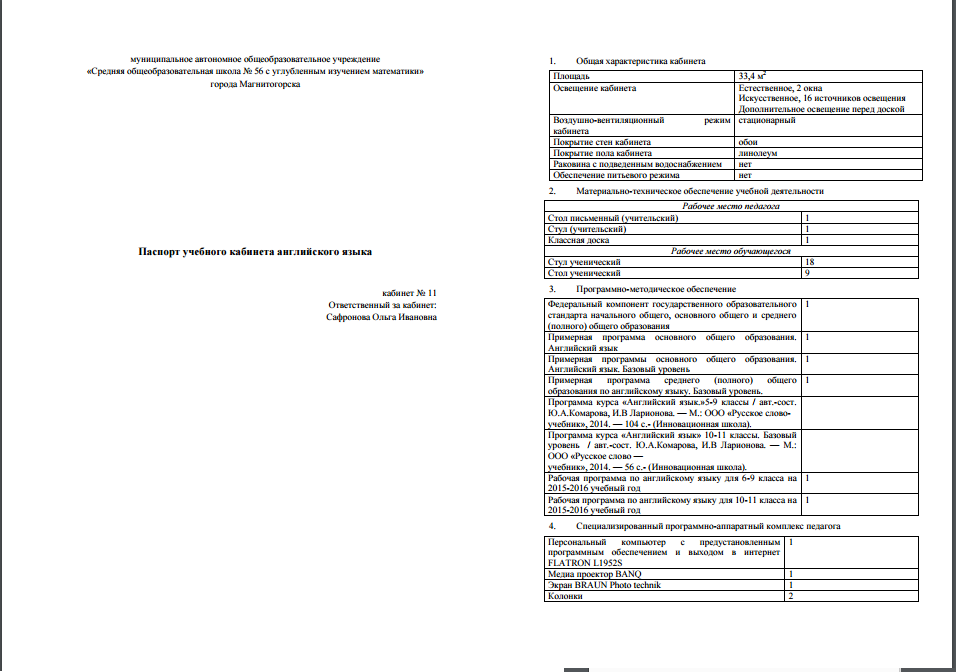 муниципальное автономное общеобразовательное учреждение
«Средняя общеобразовательная школа № 56 с углубленным изучением математики»
города Магнитогорска
Паспорт учебного кабинета английского языка
кабинет № 11
Ответственный за кабинет:
Сафронова Ольга Ивановна
1. Общая характеристика кабинета
Площадь 33,4 м²
Освещение кабинета Естественное, 2 окна
Искусственное, 16 источников освещения
Дополнительное освещение перед доской
Воздушно-вентиляционный режим стационарный
кабинета
Покрытие стен кабинета обои
Покрытие пола кабинета линолеум
Раковина с подведенным водоснабжением нет
Обеспечение питьевого режима нет
2. Материально-техническое обеспечение учебной деятельности
Рабочее место педагога
Стол письменный (учительский) 1
Стул (учительский) 1
Классная доска 1
Рабочее место обучающегося
Стул ученический 18
Стол ученический 9
3. Программно-методическое обеспечение
Федеральный компонент государственного образовательного 1
стандарта начального общего, основного общего и среднего
(полного) общего образования
Примерная программа основного общего образования. 1
Английский язык
Примерная программы основного общего образования. 1
Английский язык. Базовый уровень
Примерная программа среднего (полного) общего 1
образования по английскому языку. Базовый уровень.
Программа курса «Английский язык.»5-9 классы / авт.-сост.
Ю.А.Комарова, И.В Ларионова. — М.: ООО «Русское слово-
учебник», 2014. — 104 с.- (Инновационная школа).
Программа курса «Английский язык» 10-11 классы. Базовый
уровень / авт.-сост. Ю.А.Комарова, И.В Ларионова. — М.:
ООО «Русское слово —
учебник», 2014. — 56 с.- (Инновационная школа).
Рабочая программа по английскому языку для 6-9 класса на 1
2015-2016 учебный год
Рабочая программа по английскому языку для 10-11 класса на 1
2015-2016 учебный год
4. Специализированный программно-аппаратный комплекс педагога
Персональный компьютер с предустановленным 1
программным обеспечением и выходом в интернет
FLATRON L1952S
Медиа проектор BANQ 1
Экран BRAUN Photo technik 1
Колонки 2